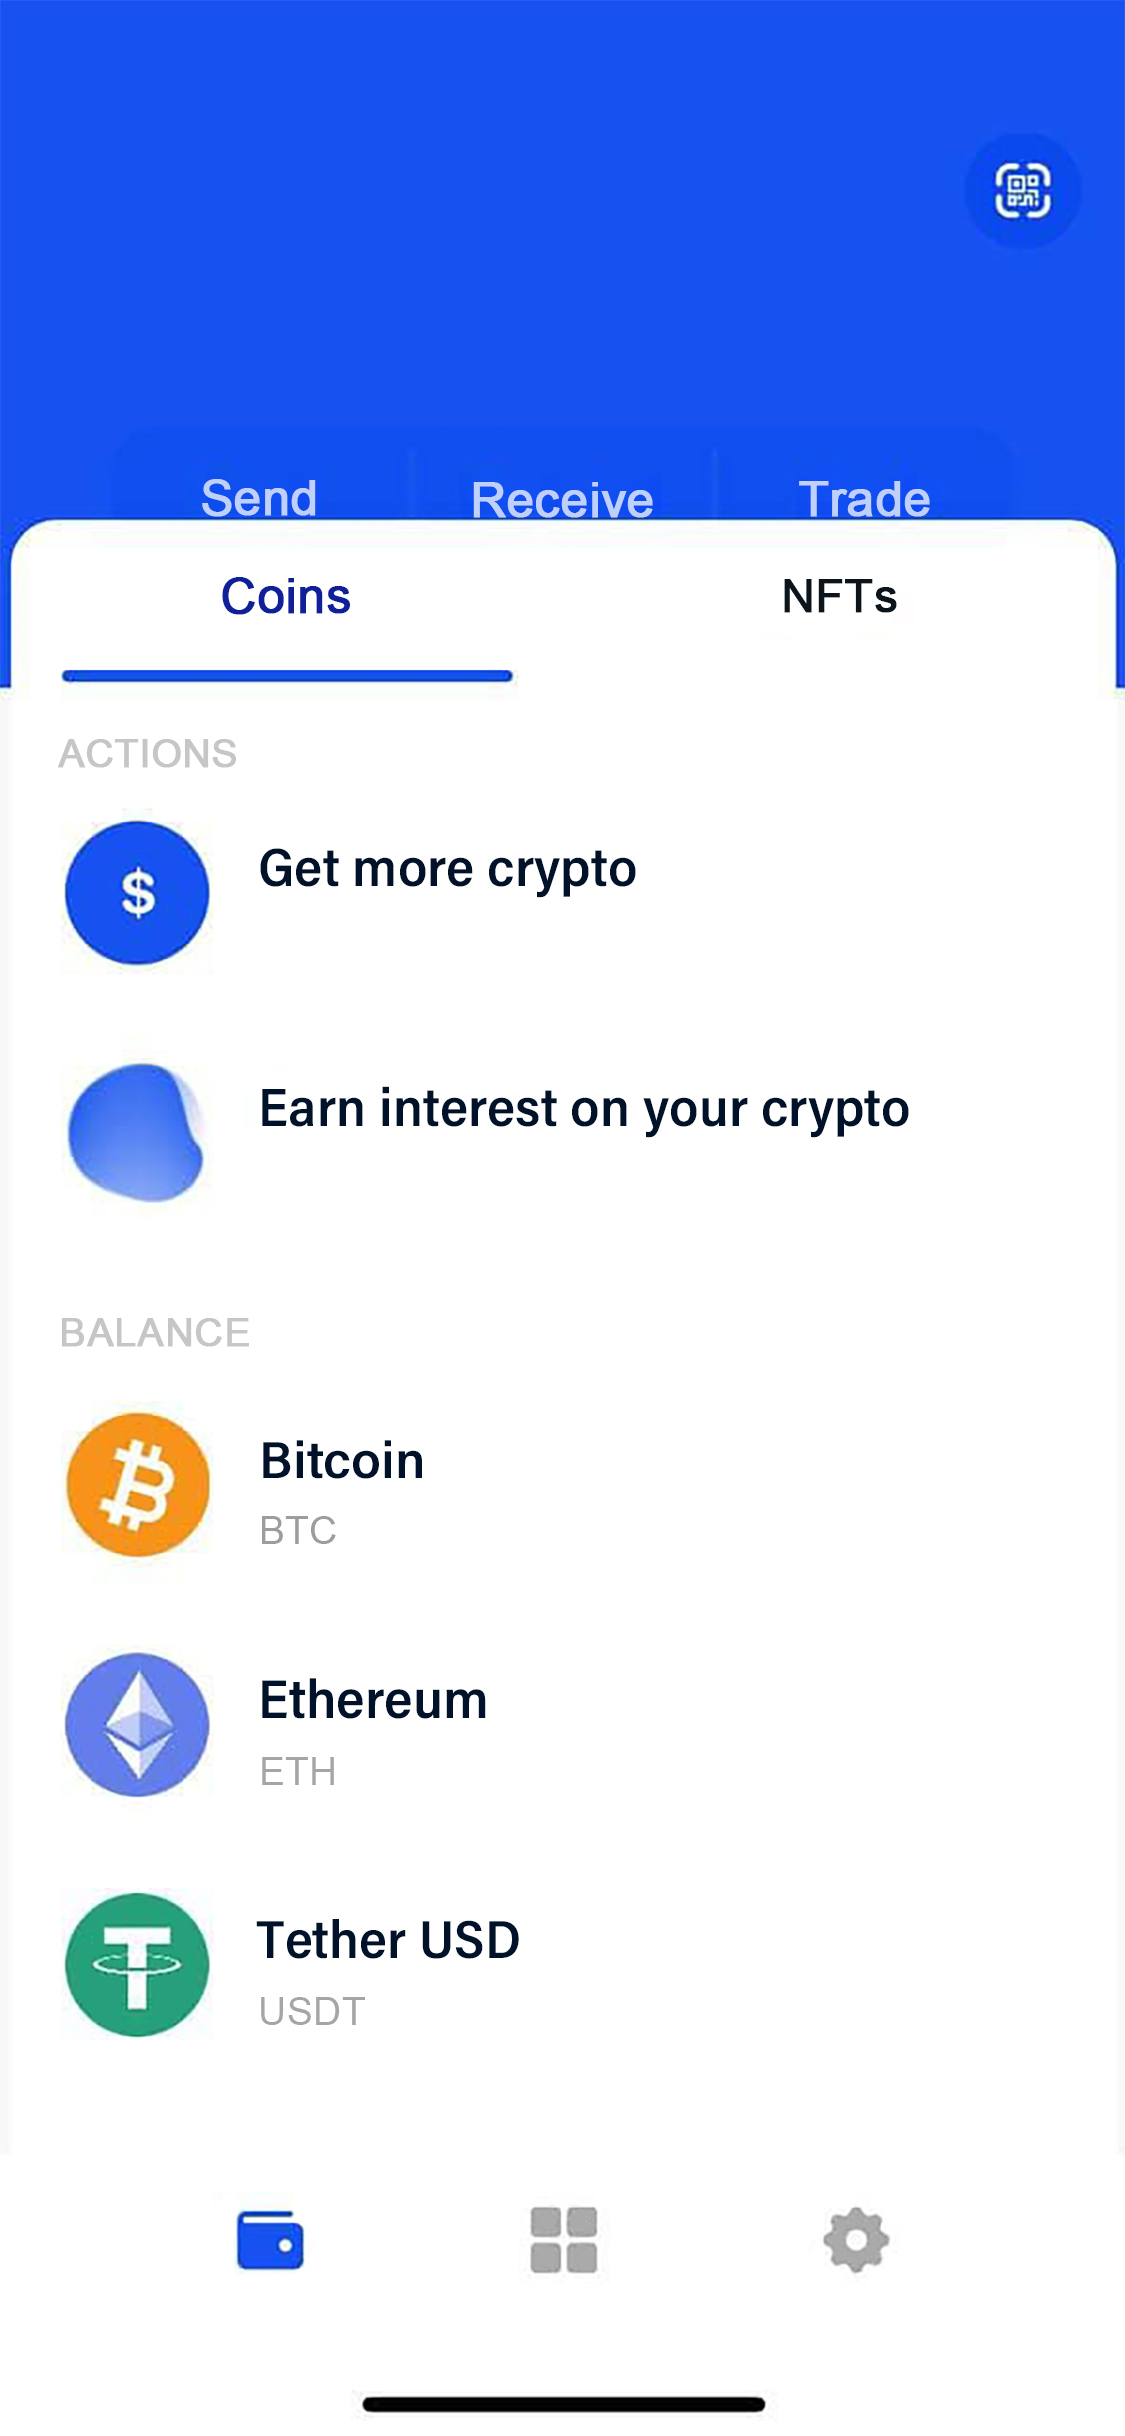 Send Receive Trade
Coins NFTs
ACTIONS
$
Get more crypto
Earn interest on your crypto
BALANCE
Bitcoin
BTC
Ethereum
ETH
Tether USD
USDT